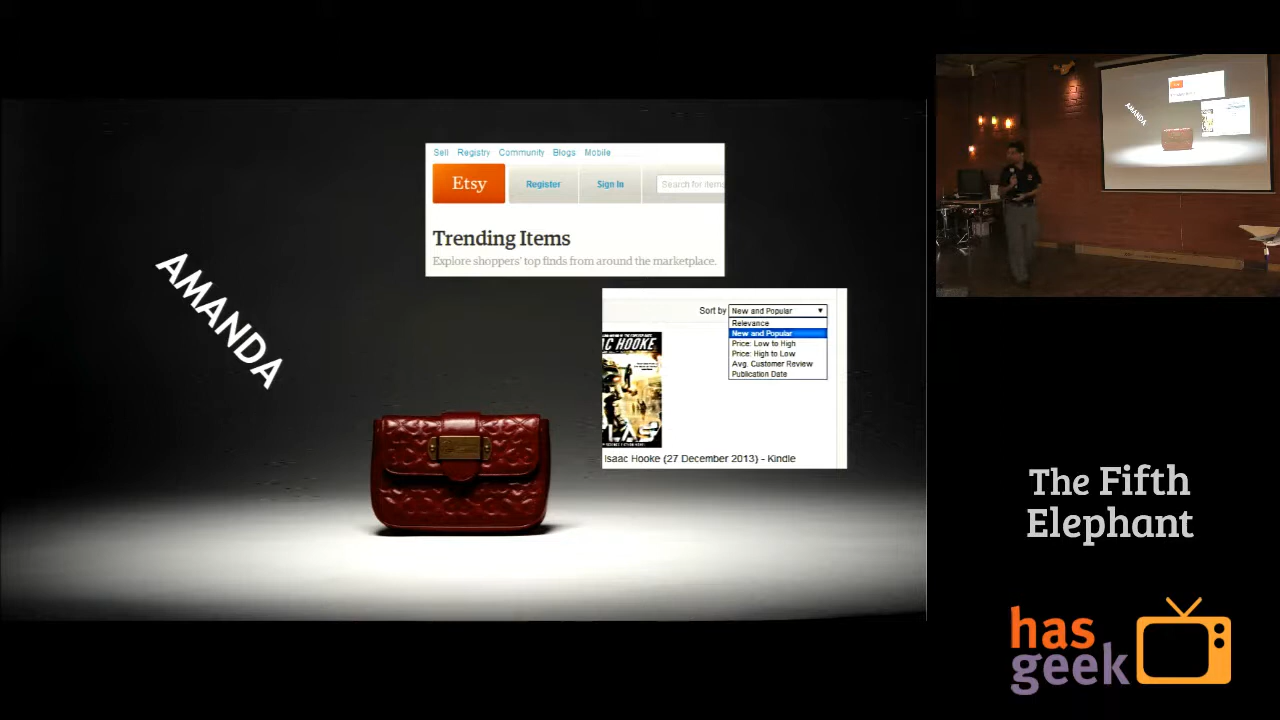 Sell Registry Community Blogs Mobile
Etsy Register Sign In Search for items
Trending Items
Explore shoppers' top finds from around the marketplace.
AMANDA
Sort by New and Popular
Relevance
New and Popular
Price: Low to High
Price: High to Low
Avg. Customer Review
Publication Date
AC HOOKE
LAS
Isaac Hooke (27 December 2013) - Kindle
AMANDA
The Fifth
Elephant
has
geek